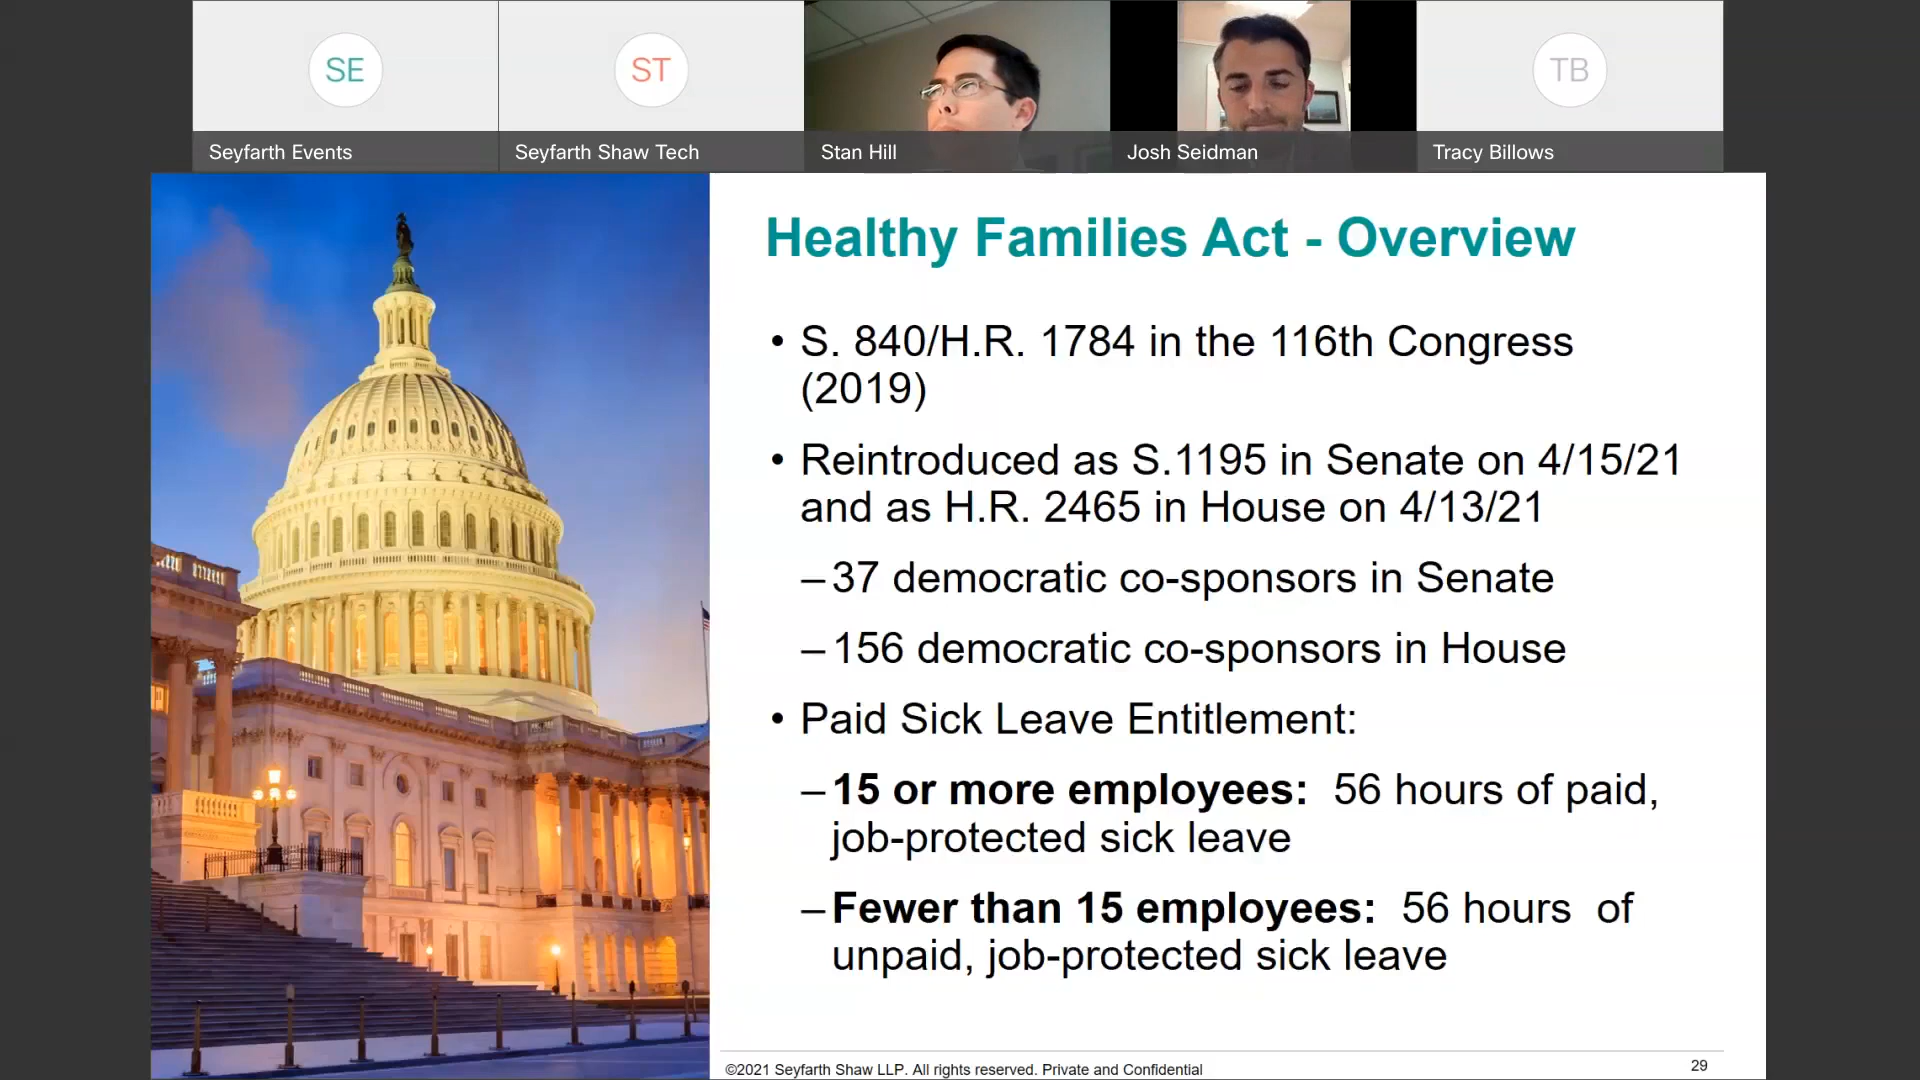 SE
ST
TB
Seyfarth Events
Seyfarth Shaw Tech
Stan Hill
Josh Seidman
Tracy Billows
Healthy Families Act - Overview
• S. 840/H.R. 1784 in the 116th Congress
(2019)
• Reintroduced as S.1195 in Senate on 4/15/21
and as H.R. 2465 in House on 4/13/21
–37 democratic co-sponsors in Senate
–156 democratic co-sponsors in House
• Paid Sick Leave Entitlement:
–15 or more employees:  56 hours of paid,
job-protected sick leave
–Fewer than 15 employees:  56 hours  of
unpaid, job-protected sick leave
©2021 Seyfarth Shaw LLP. All rights reserved. Private and Confidential
29